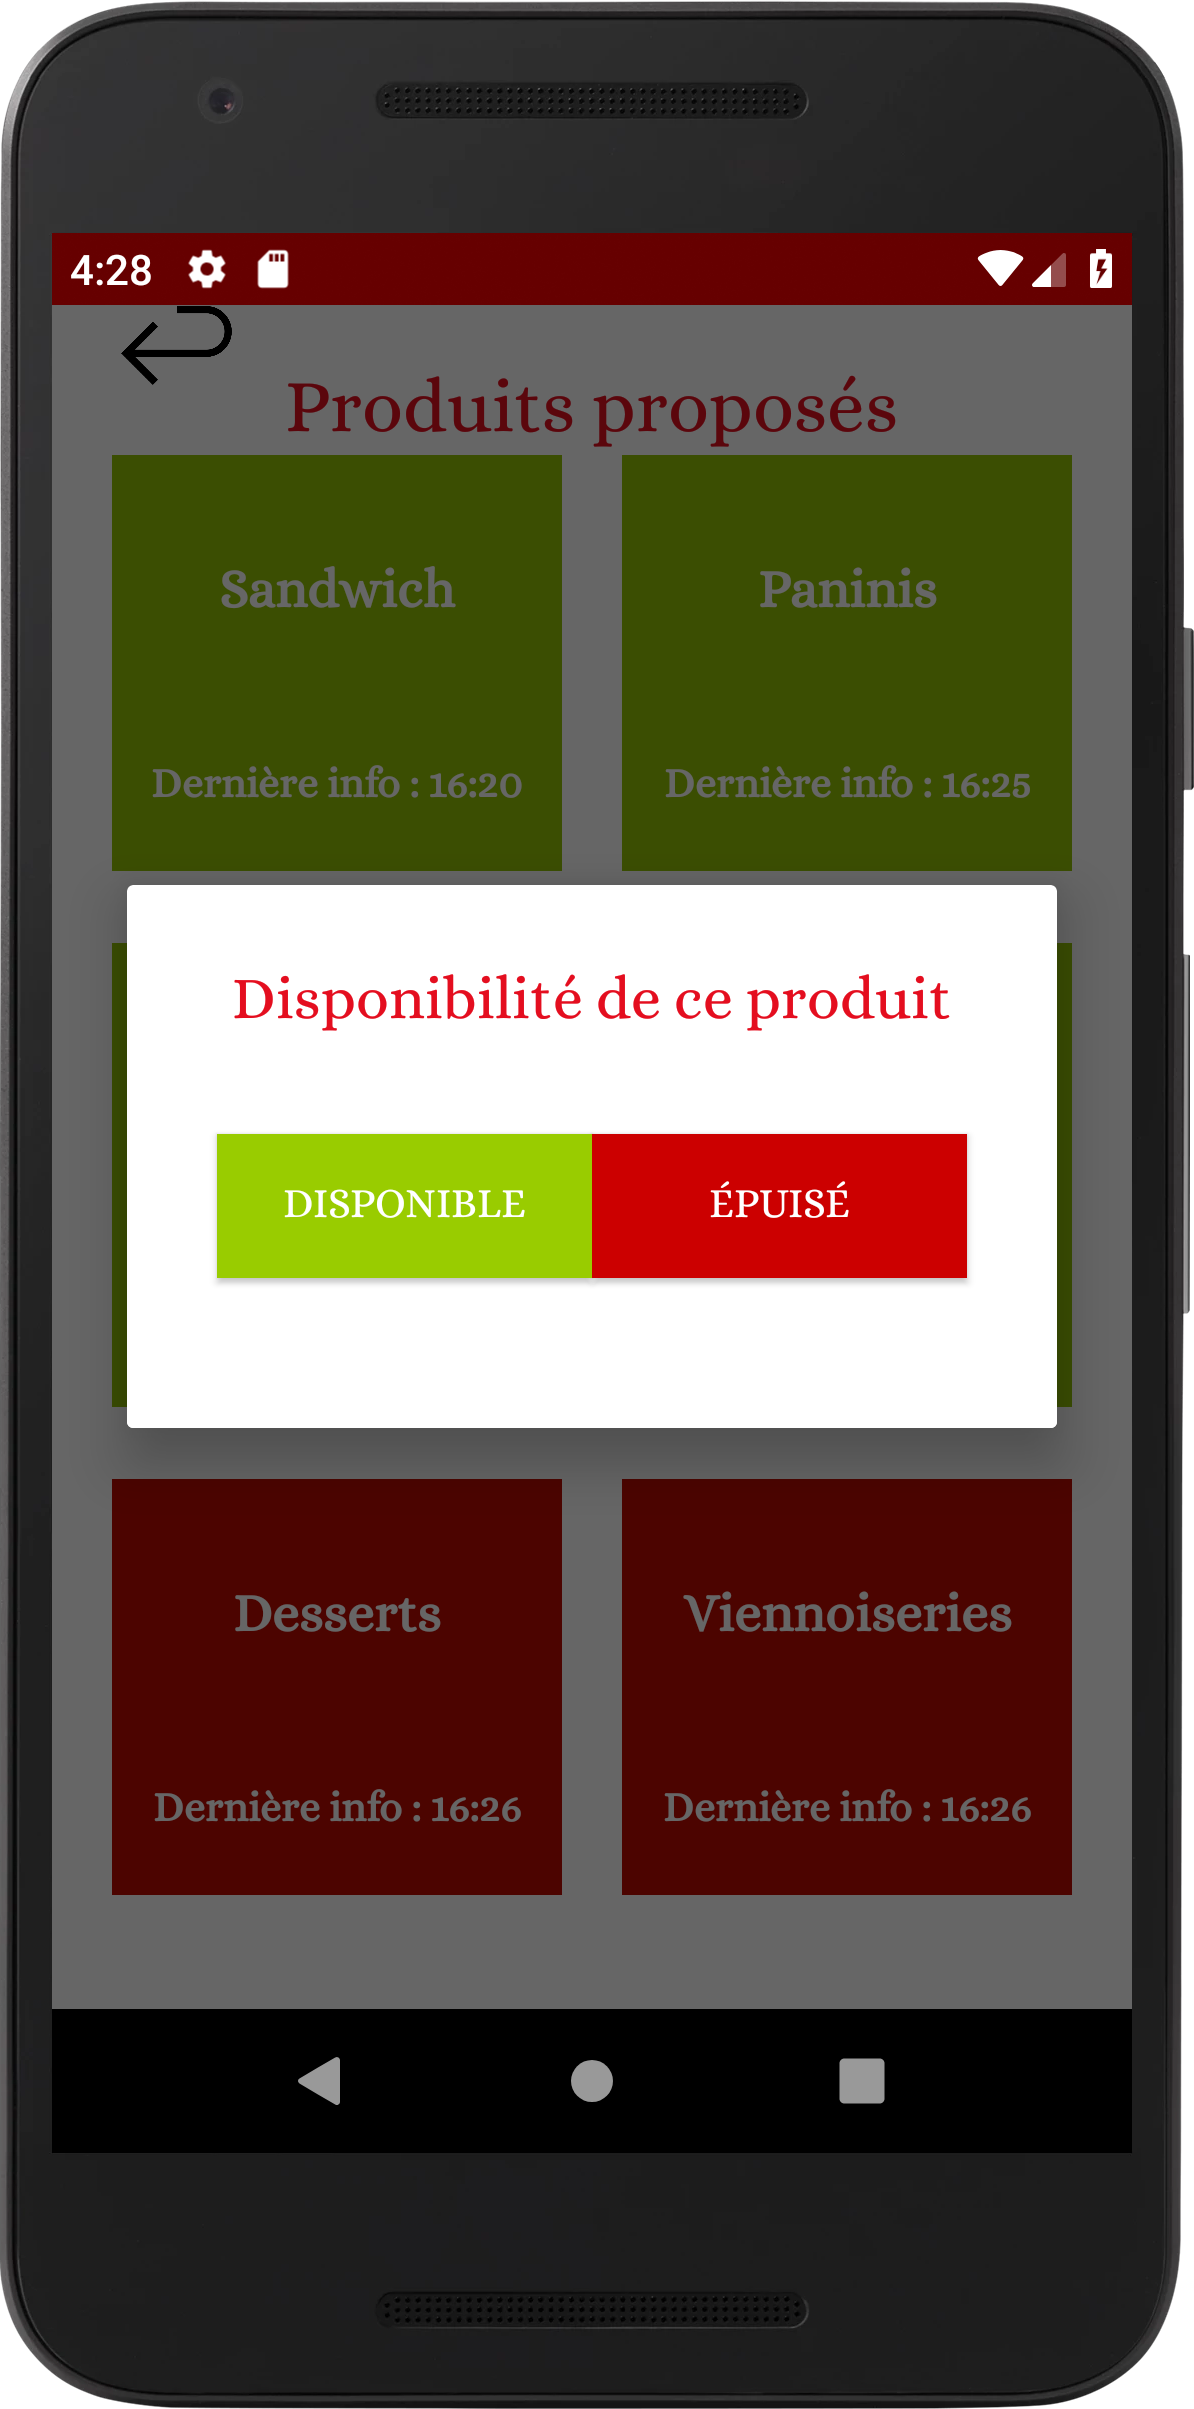 4:28
Produits proposés
Sandwich
Paninis
Dernière info : 16:20
Dernière info : 16:25
Disponibilité de ce produit
DISPONIBLE
ÉPUISÉ
Desserts
Viennoiseries
Dernière info : 16:26
Dernière info : 16:26